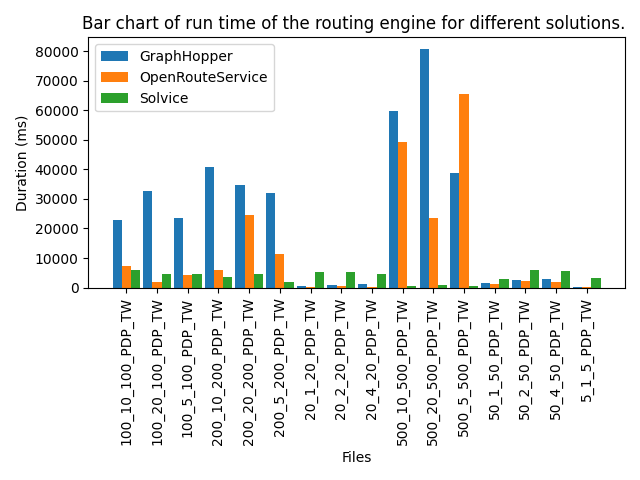 Bar chart of run time of the routing engine for different solutions.
GraphHopper
OpenRouteService
Solvice
Duration (ms)
80000
70000
60000
50000
40000
30000
20000
10000
0
100_10_100_PDP_TW
100_20_100_PDP_TW
100_5_100_PDP_TW
200_10_200_PDP_TW
200_20_200_PDP_TW
200_5_200_PDP_TW
20_1_20_PDP_TW
20_2_20_PDP_TW
20_4_20_PDP_TW
500_10_500_PDP_TW
500_20_500_PDP_TW
500_5_500_PDP_TW
50_1_50_PDP_TW
50_2_50_PDP_TW
50_4_50_PDP_TW
5_1_5_PDP_TW
Files